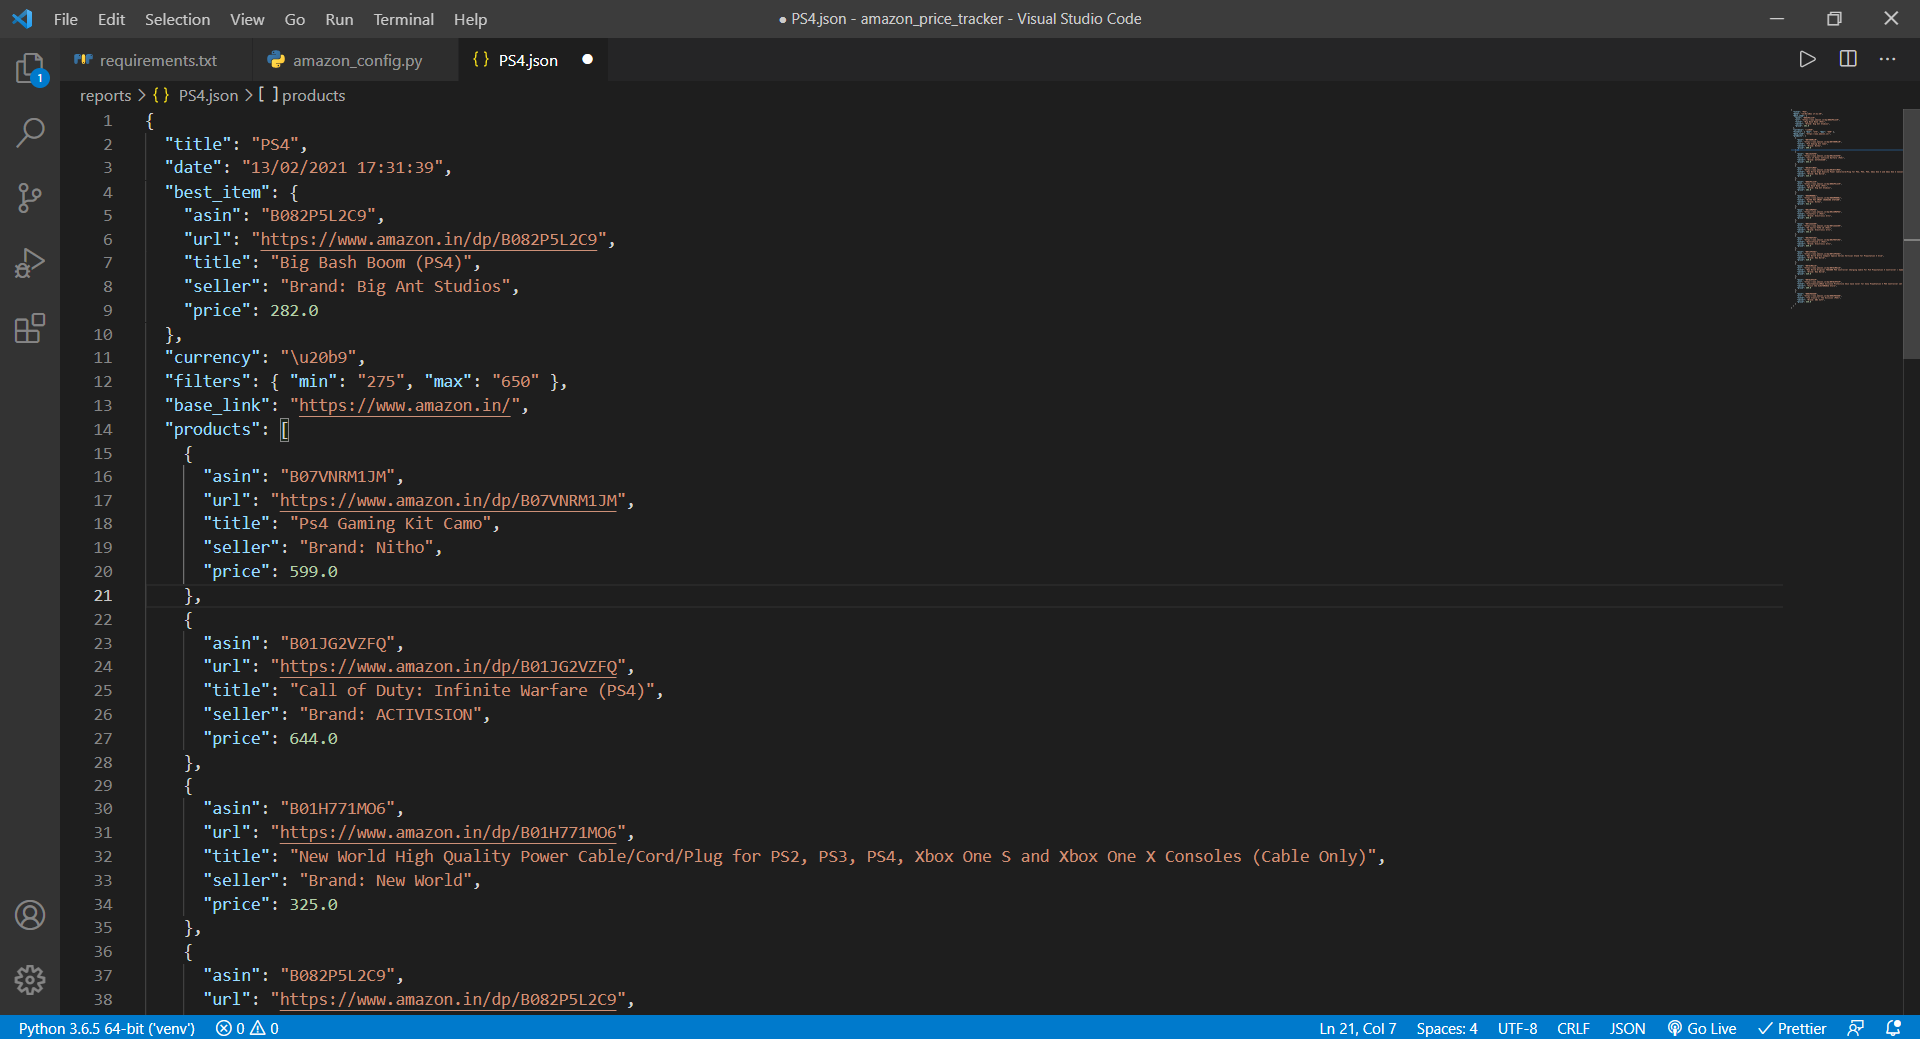 File Edit Selection View Go Run Terminal Help
● PS4.json - amazon_price_tracker - Visual Studio Code
1
requirements.txt
amazon_config.py
{ } PS4.json ●
reports > { } PS4.json > [ ] products
1 {
2 "title": "PS4",
3 "date": "13/02/2021 17:31:39",
4 "best_item": {
5 "asin": "B082P5L2C9",
6 "url": "https://www.amazon.in/dp/B082P5L2C9",
7 "title": "Big Bash Boom (PS4)",
8 "seller": "Brand: Big Ant Studios",
9 "price": 282.0
10 },
11 "currency": "\u20b9",
12 "filters": { "min": "275", "max": "650" },
13 "base_link": "https://www.amazon.in/",
14 "products": [
15 {
16 "asin": "B07VNRM1JM",
17 "url": "https://www.amazon.in/dp/B07VNRM1JM",
18 "title": "Ps4 Gaming Kit Camo",
19 "seller": "Brand: Nitho",
20 "price": 599.0
21 },
22 {
23 "asin": "B01JG2VZFQ",
24 "url": "https://www.amazon.in/dp/B01JG2VZFQ",
25 "title": "Call of Duty: Infinite Warfare (PS4)",
26 "seller": "Brand: ACTIVISION",
27 "price": 644.0
28 },
29 {
30 "asin": "B01H771MO6",
31 "url": "https://www.amazon.in/dp/B01H771MO6",
32 "title": "New World High Quality Power Cable/Cord/Plug for PS2, PS3, PS4, Xbox One S and Xbox One X Consoles (Cable Only)",
33 "seller": "Brand: New World",
34 "price": 325.0
35 },
36 {
37 "asin": "B082P5L2C9",
38 "url": "https://www.amazon.in/dp/B082P5L2C9",
Python 3.6.5 64-bit ('venv') 0 0
Ln 21, Col 7 Spaces: 4 UTF-8 CRLF JSON Go Live Prettier